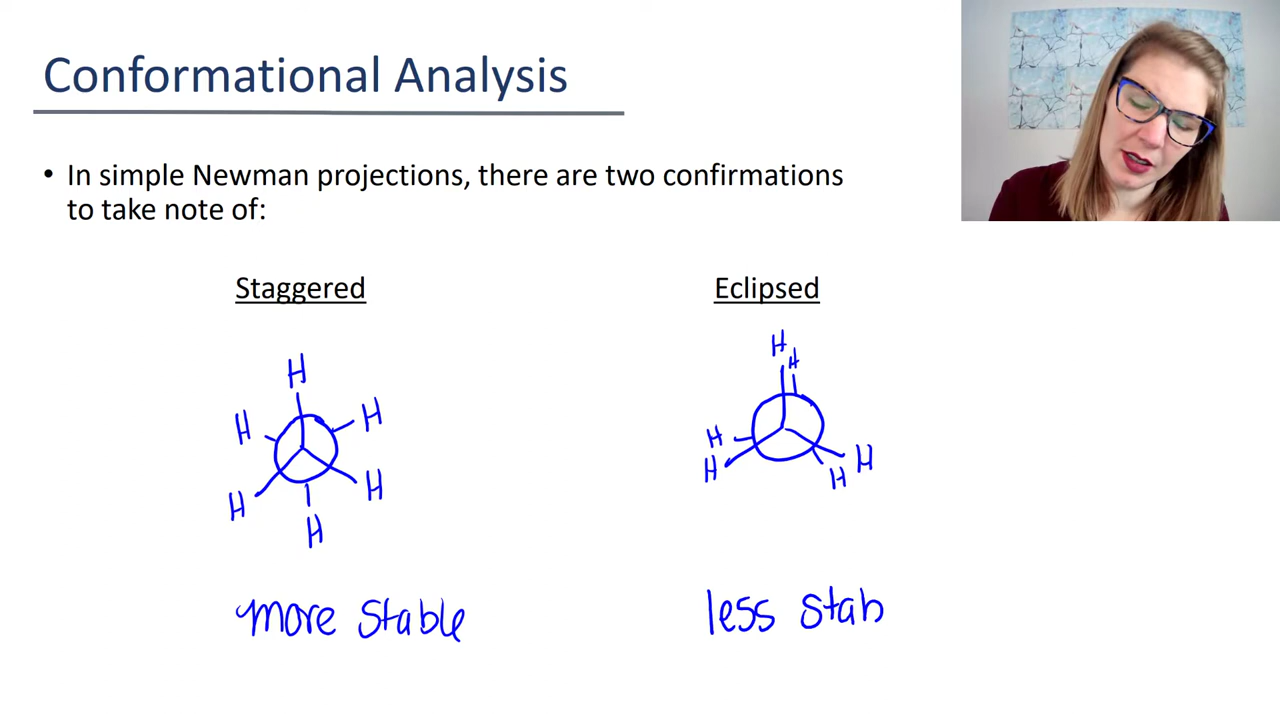 Conformational Analysis
• In simple Newman projections, there are two confirmations
to take note of:
Staggered
Eclipsed
H
H
H
H
H
H
H
H
H
H
H
H
more stable
less stab